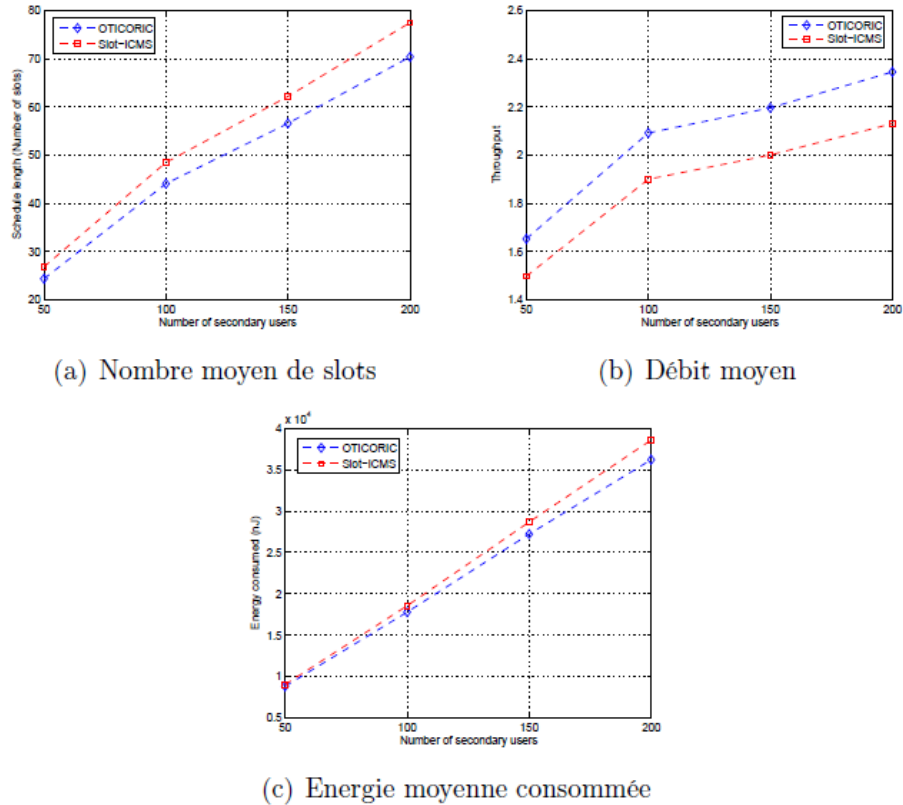 80
70
60
50
40
30
20
50
100
150
200
Schedule length (Number of slots)
Number of secondary users
OTICORIC
Slot-ICMS
(a) Nombre moyen de slots
2.6
2.4
2.2
2
1.8
1.6
1.4
50
100
150
200
Throughput
Number of secondary users
OTICORIC
Slot-ICMS
(b) Débit moyen
x 10^4
4
3.5
3
2.5
2
1.5
1
0.5
50
100
150
200
Energy consumed (nJ)
Number of secondary users
OTICORIC
Slot-ICMS
(c) Energie moyenne consommée